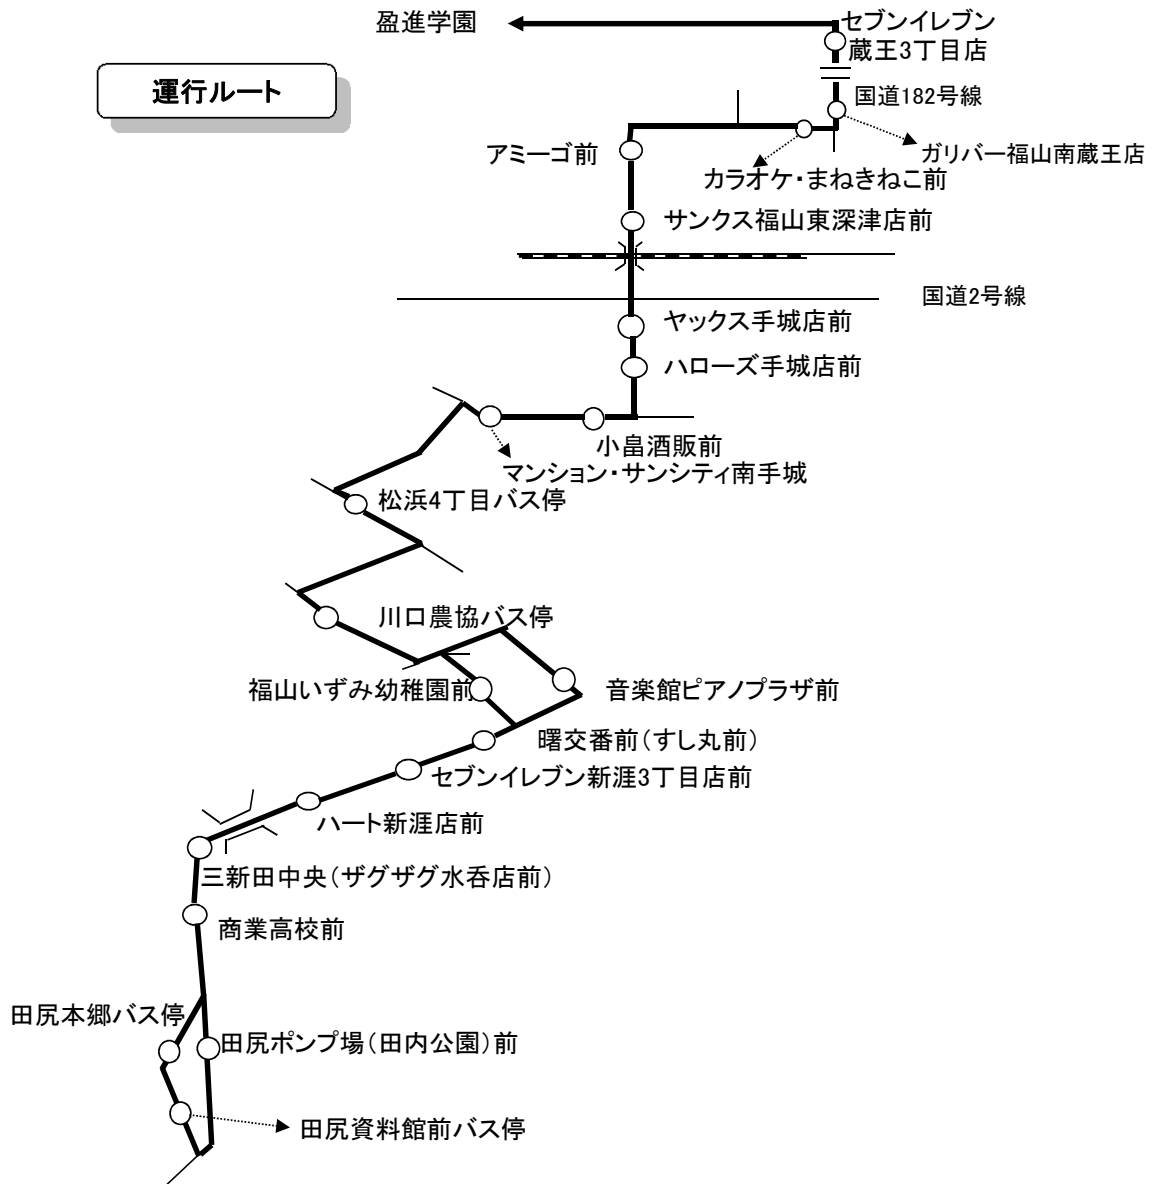 盈進学園
セブンイレブン
蔵王3丁目店
運行ルート
国道182号線
アミーゴ前
ガリバー福山南蔵王店
カラオケ・まねきねこ前
サンクス福山東深津店前
国道2号線
ヤックス手城店前
ハローズ手城店前
小畠酒販前
マンション・サンシティ南手城
松浜4丁目バス停
川口農協バス停
福山いずみ幼稚園前
音楽館ピアノプラザ前
曙交番前（すし丸前）
セブンイレブン新涯3丁目店前
ハート新涯店前
三新田中央（ザグザグ水呑店前）
商業高校前
田尻本郷バス停
田尻ポンプ場（田内公園）前
田尻資料館前バス停